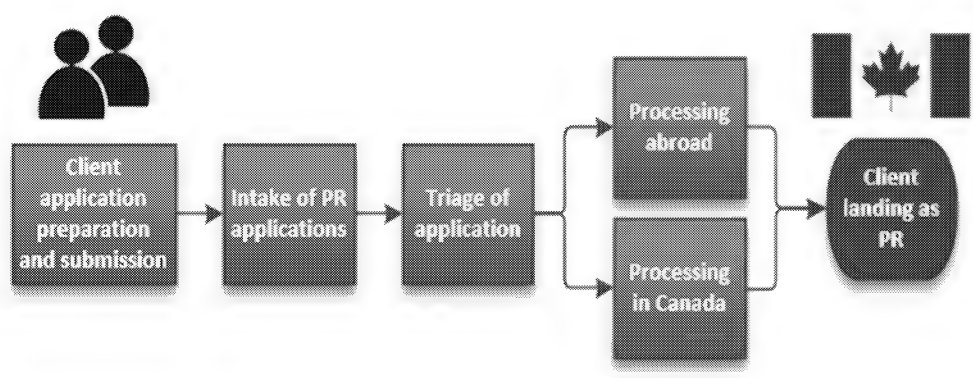 Client
application
preparation
and submission
Intake of PR
applications
Triage of
application
Processing
abroad
Processing
in Canada
Client
landing as
PR